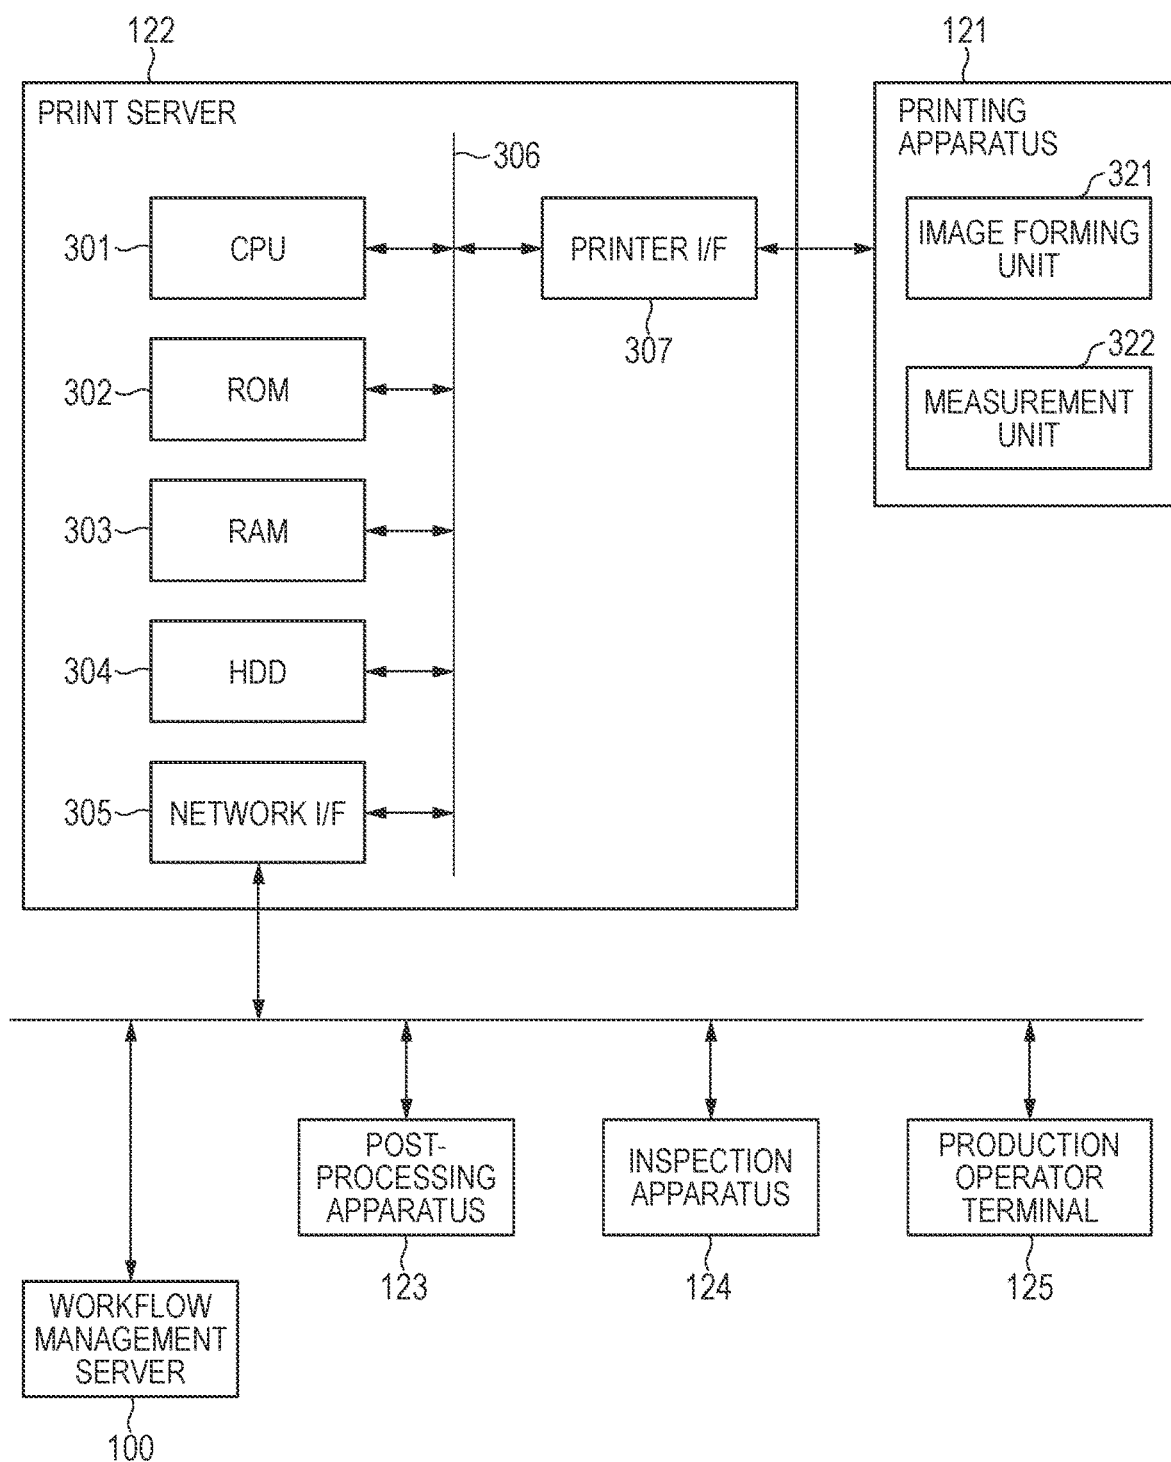 122
121
PRINT SERVER
PRINTING
APPARATUS
306
321
301
CPU
PRINTER I/F
IMAGE FORMING
UNIT
307
322
302
ROM
MEASUREMENT
UNIT
303
RAM
304
HDD
305
NETWORK I/F
POST-
PROCESSING
APPARATUS
INSPECTION
APPARATUS
PRODUCTION
OPERATOR
TERMINAL
123
124
125
WORKFLOW
MANAGEMENT
SERVER
100